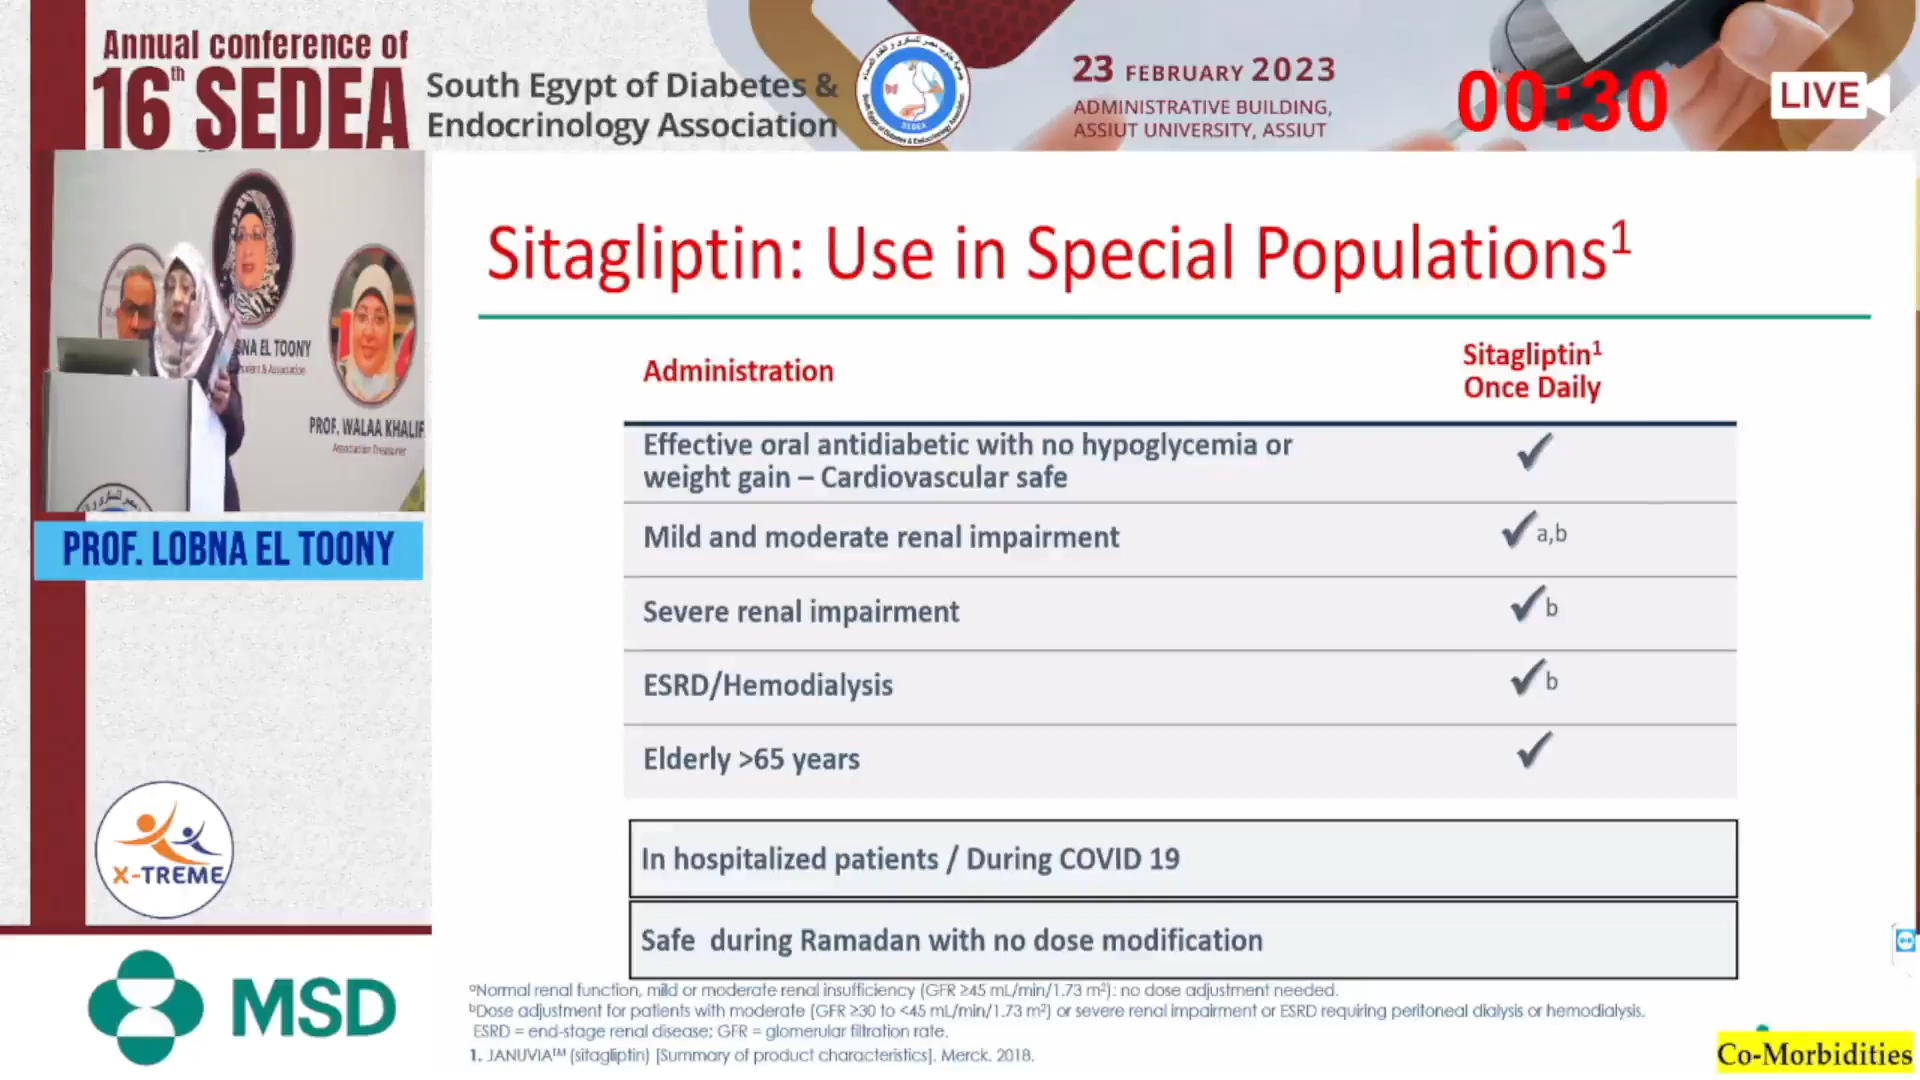 Annual conference of
16th SEDEA
South Egypt of Diabetes &
Endocrinology Association
SEDEA
23 FEBRUARY 2023
ADMINISTRATIVE BUILDING,
ASSIUT UNIVERSITY, ASSIUT
00:30
LIVE
NA EL TOONY
PROF. WALAA KHALIF
Association Treasurer
PROF. LOBNA EL TOONY
X-TREME
MSD
Sitagliptin: Use in Special Populations1
Administration
Sitagliptin1
Once Daily
Effective oral antidiabetic with no hypoglycemia or
weight gain – Cardiovascular safe
✓
Mild and moderate renal impairment
✓a,b
Severe renal impairment
✓b
ESRD/Hemodialysis
✓b
Elderly >65 years
✓
In hospitalized patients / During COVID 19
Safe during Ramadan with no dose modification
aNormal renal function, mild or moderate renal insufficiency (GFR ≥45 mL/min/1.73 m2): no dose adjustment needed.
bDose adjustment for patients with moderate (GFR ≥30 to <45 mL/min/1.73 m2) or severe renal impairment or ESRD requiring peritoneal dialysis or hemodialysis.
ESRD = end-stage renal disease; GFR = glomerular filtration rate.
1. JANUVIA™ (sitagliptin) [Summary of product characteristics]. Merck. 2018.
Co-Morbidities